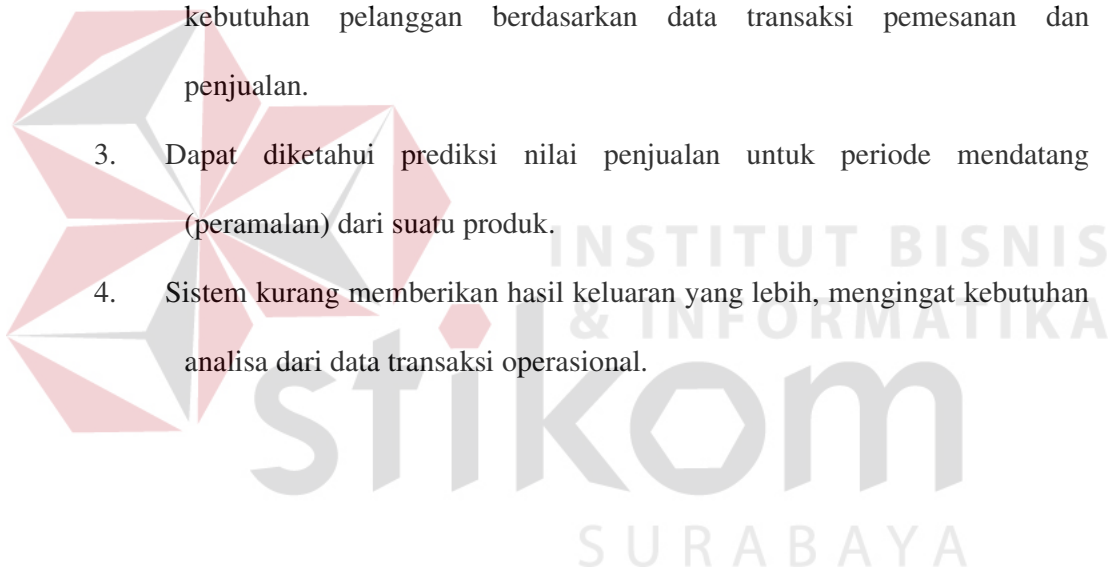 kebutuhan pelanggan berdasarkan data transaksi pemesanan dan
penjualan.
3. Dapat diketahui prediksi nilai penjualan untuk periode mendatang
(peramalan) dari suatu produk.
4. Sistem kurang memberikan hasil keluaran yang lebih, mengingat kebutuhan
analisa dari data transaksi operasional.
INSTITUT BISNIS
& INFORMATIKA
stikom
SURABAYA